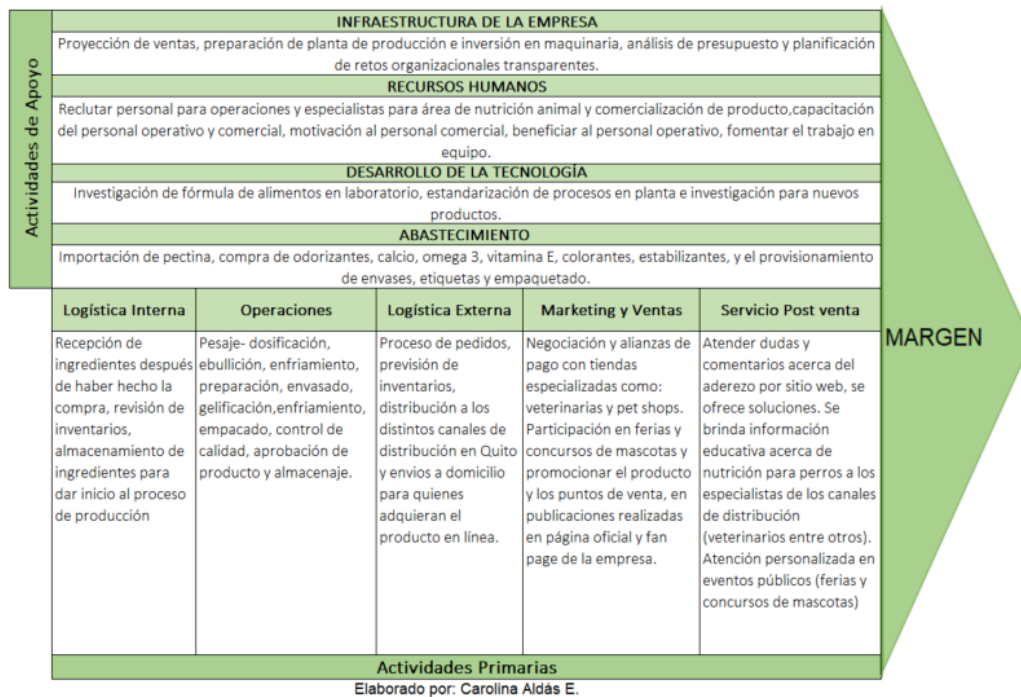 Actividades de Apoyo
INFRAESTRUCTURA DE LA EMPRESA
Proyección de ventas, preparación de planta de producción e inversión en maquinaria, análisis de presupuesto y planificación
de retos organizacionales transparentes.
RECURSOS HUMANOS
Reclutar personal para operaciones y especialistas para área de nutrición animal y comercialización de producto,capacitación
del personal operativo y comercial, motivación al personal comercial, beneficiar al personal operativo, fomentar el trabajo en
equipo.
DESARROLLO DE LA TECNOLOGÍA
Investigación de fórmula de alimentos en laboratorio, estandarización de procesos en planta e investigación para nuevos
productos.
ABASTECIMIENTO
Importación de pectina, compra de odorizantes, calcio, omega 3, vitamina E, colorantes, estabilizantes, y el provisionamiento
de envases, etiquetas y empaquetado.
Logística Interna
Recepción de
ingredientes después
de haber hecho la
compra, revisión de
inventarios,
almacenamiento de
ingredientes para
dar inicio al proceso
de producción
Operaciones
Pesaje- dosificación,
ebullición, enfriamiento,
preparación, envasado,
gelificación,enfriamiento,
empacado, control de
calidad, aprobación de
producto y almacenaje.
Logística Externa
Proceso de pedidos,
previsión de
inventarios,
distribución a los
distintos canales de
distribución en Quito
y envios a domicilio
para quienes
adquieran el
producto en línea.
Marketing y Ventas
Negociación y alianzas de
pago con tiendas
especializadas como:
veterinarias y pet shops.
Participación en ferias y
concursos de mascotas y
promocionar el producto
y los puntos de venta, en
publicaciones realizadas
en página oficial y fan
page de la empresa.
Servicio Post venta
Atender dudas y
comentarios acerca del
aderezo por sitio web, se
ofrece soluciones. Se
brinda información
educativa acerca de
nutrición para perros a los
especialistas de los canales
de distribución
(veterinarios entre otros).
Atención personalizada en
eventos públicos (ferias y
concursos de mascotas)
MARGEN
Actividades Primarias
Elaborado por: Carolina Aldás E.